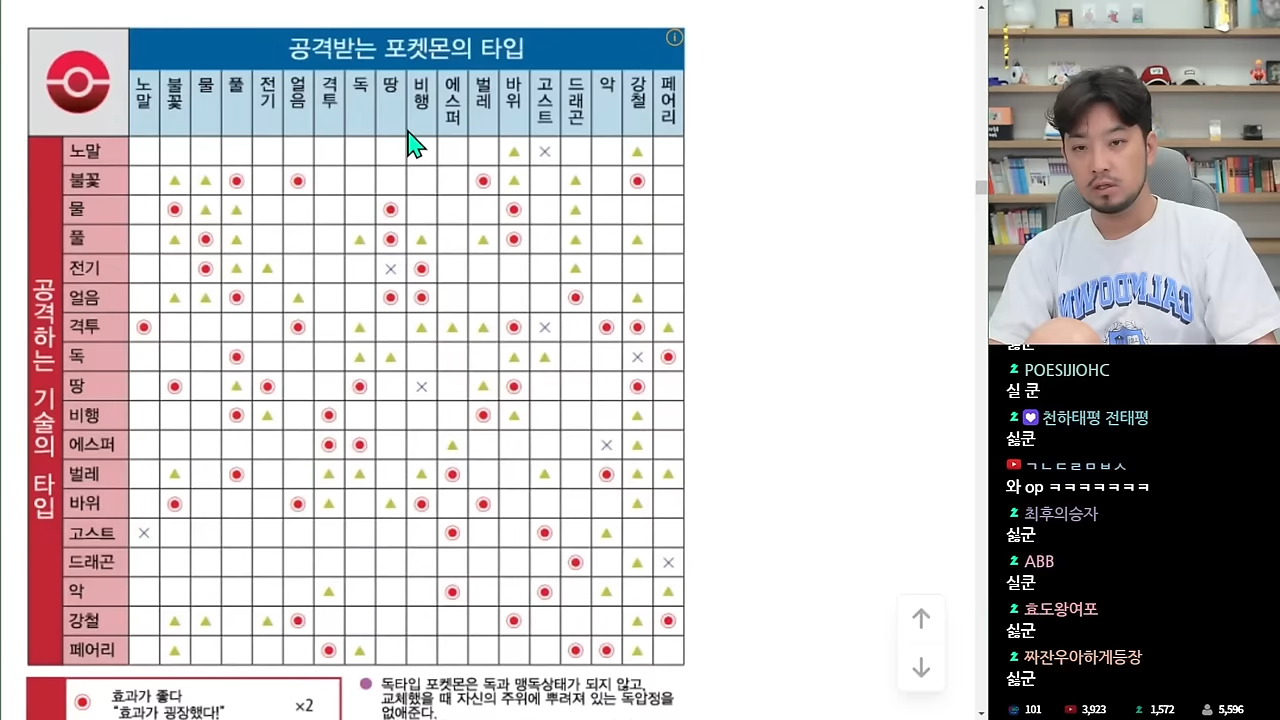 공격받는 포켓몬의 타입
노말 불꽃 물 풀 전기 얼음 격투 독 땅 비행 에스퍼 벌레 바위 고스트 드래곤 악 강철 페어리
공격하는 기술의 타입
노말
불꽃
물
풀
전기
얼음
격투
독
땅
비행
에스퍼
벌레
바위
고스트
드래곤
악
강철
페어리
효과가 좋다
"효과가 굉장했다!"
×2
독타입 포켓몬은 독과 맹독상태가 되지 않고,
교체했을 때 자신의 주위에 뿌려져 있는 독압정을
없애준다.
CALMDOWN
POESIJIOHC
실 쿤
천하태평 전태평
싫쿤
ㄱㄴㄷㄹㅁㅂㅅ
와 op ㅋㅋㅋㅋㅋㅋㅋ
최후의승자
싫군
ABB
실쿤
효도왕여포
싫군
짜잔우아하게등장
싫군
101 3,923 1,572 5,596